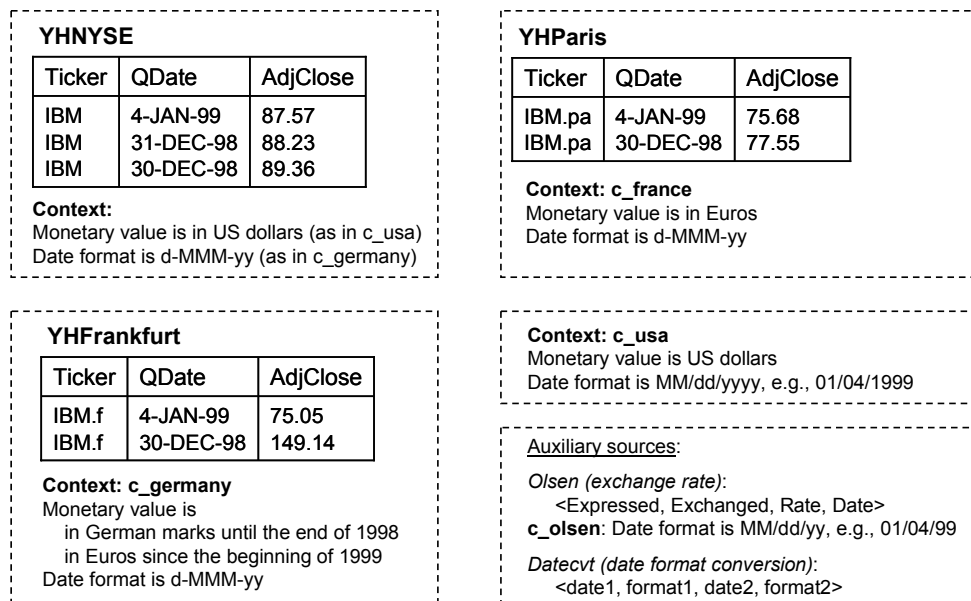 YHNYSE
Ticker QDate AdjClose
IBM 4-JAN-99 87.57
IBM 31-DEC-98 88.23
IBM 30-DEC-98 89.36
Context:
Monetary value is in US dollars (as in c_usa)
Date format is d-MMM-yy (as in c_germany)
YHParis
Ticker QDate AdjClose
IBM.pa 4-JAN-99 75.68
IBM.pa 30-DEC-98 77.55
Context: c_france
Monetary value is in Euros
Date format is d-MMM-yy
YHFrankfurt
Ticker QDate AdjClose
IBM.f 4-JAN-99 75.05
IBM.f 30-DEC-98 149.14
Context: c_germany
Monetary value is
in German marks until the end of 1998
in Euros since the beginning of 1999
Date format is d-MMM-yy
Context: c_usa
Monetary value is US dollars
Date format is MM/dd/yyyy, e.g., 01/04/1999
Auxiliary sources:
Olsen (exchange rate):
<Expressed, Exchanged, Rate, Date>
c_olsen: Date format is MM/dd/yy, e.g., 01/04/99
Datecvt (date format conversion):
<date1, format1, date2, format2>